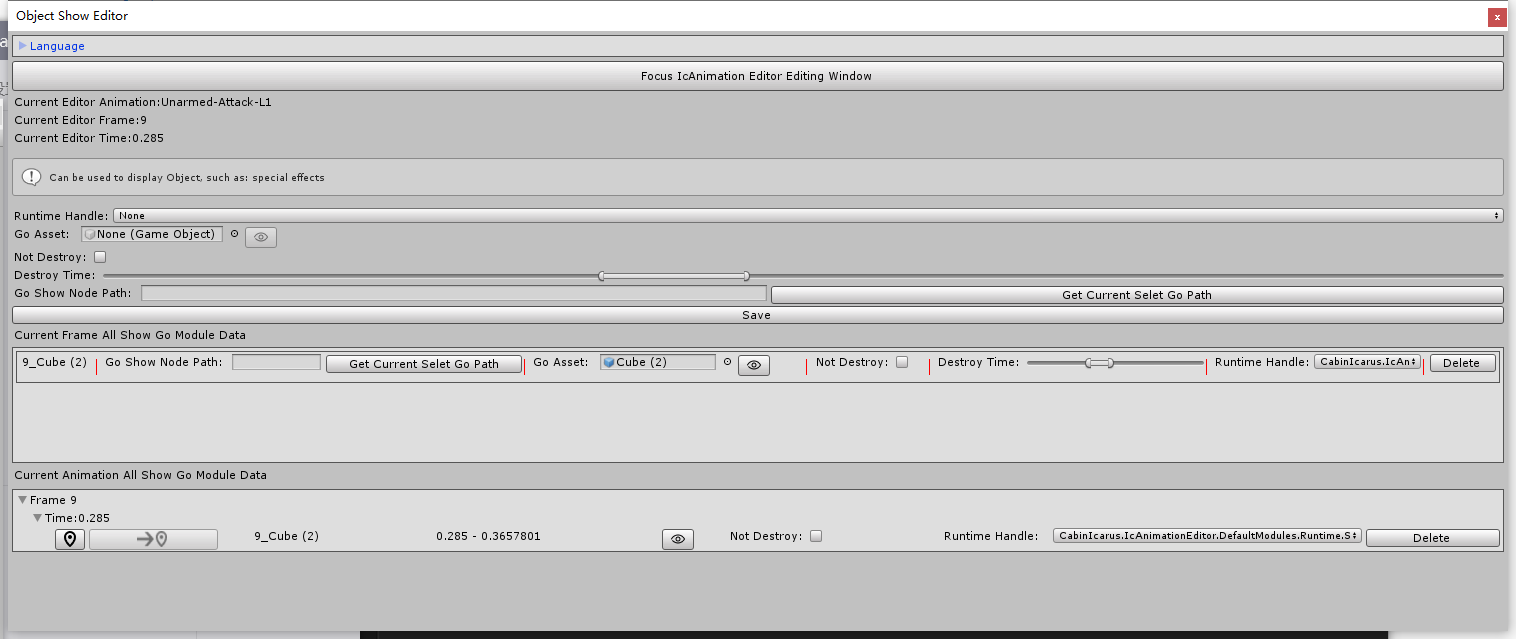 Object Show Editor
x
Language
Focus IcAnimation Editor Editing Window
Current Editor Animation:Unarmed-Attack-L1
Current Editor Frame:9
Current Editor Time:0.285
Can be used to display Object, such as: special effects
Runtime Handle: None
Go Asset: None (Game Object)
Not Destroy:
Destroy Time:
Go Show Node Path: Get Current Selet Go Path
Save
Current Frame All Show Go Module Data
9_Cube (2) Go Show Node Path: Get Current Selet Go Path Go Asset: Cube (2) Not Destroy: Destroy Time: Runtime Handle: CabinIcarus.IcAn Delete
Current Animation All Show Go Module Data
Frame 9
Time:0.285
9_Cube (2) 0.285 - 0.3657801 Not Destroy: Runtime Handle: CabinIcarus.IcAnimationEditor.DefaultModules.Runtime.S Delete